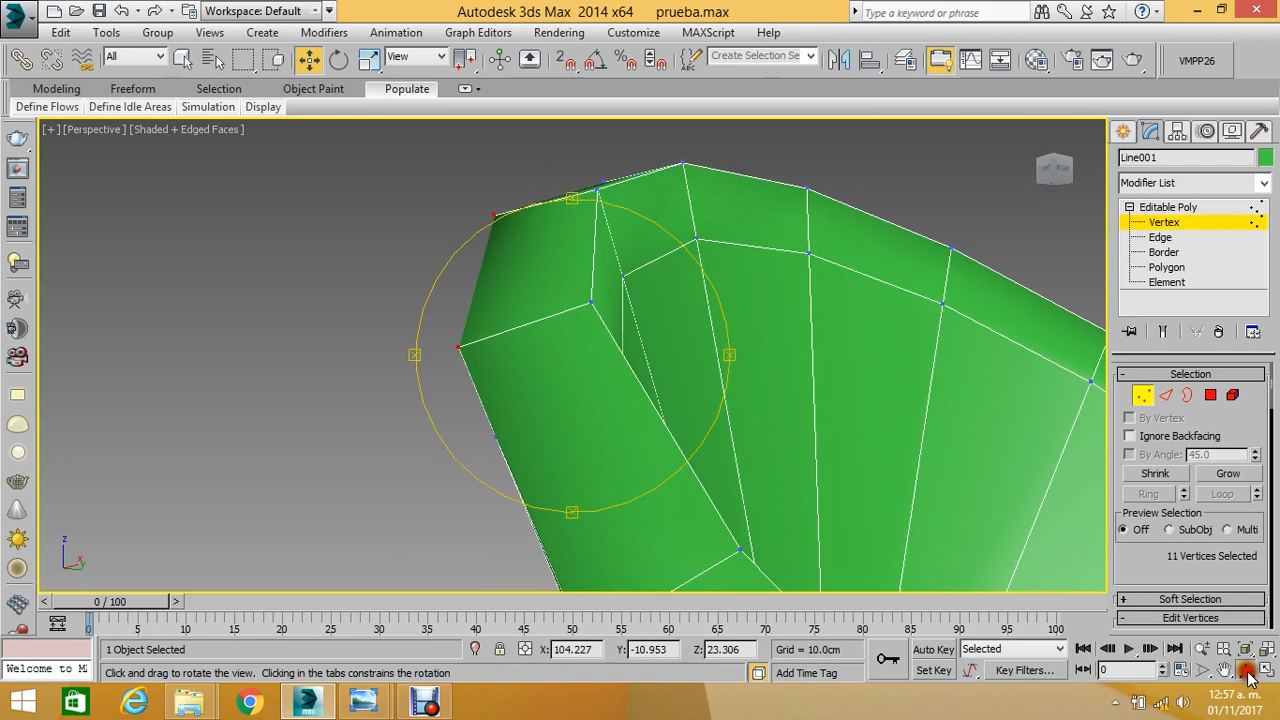 Workspace: Default
Autodesk 3ds Max 2014 x64 prueba.max
Type a keyword or phrase
MAX
Edit Tools Group Views Create Modifiers Animation Graph Editors Rendering Customize MAXScript Help
All
View
Create Selection Se
VMPP26
Modeling Freeform Selection Object Paint Populate
Define Flows Define Idle Areas Simulation Display
[+] [Perspective] [Shaded + Edged Faces]
Line001
Modifier List
Editable Poly
Vertex
Edge
Border
Polygon
Element
Selection
By Vertex
Ignore Backfacing
By Angle: 45.0
Shrink Grow
Ring Loop
Preview Selection
Off SubObj Multi
11 Vertices Selected
Soft Selection
Edit Vertices
z
x
0 / 100
0 5 10 15 20 25 30 35 40 45 50 55 60 65 70 75 80 85 90 95 100
1 Object Selected X: 104.227 Y: -10.953 Z: 23.306 Grid = 10.0cm Auto Key Selected
Welcome to M Click and drag to rotate the view. Clicking in the tabs constrains the rotation Add Time Tag Set Key Key Filters... 0
12:57 a. m.
01/11/2017